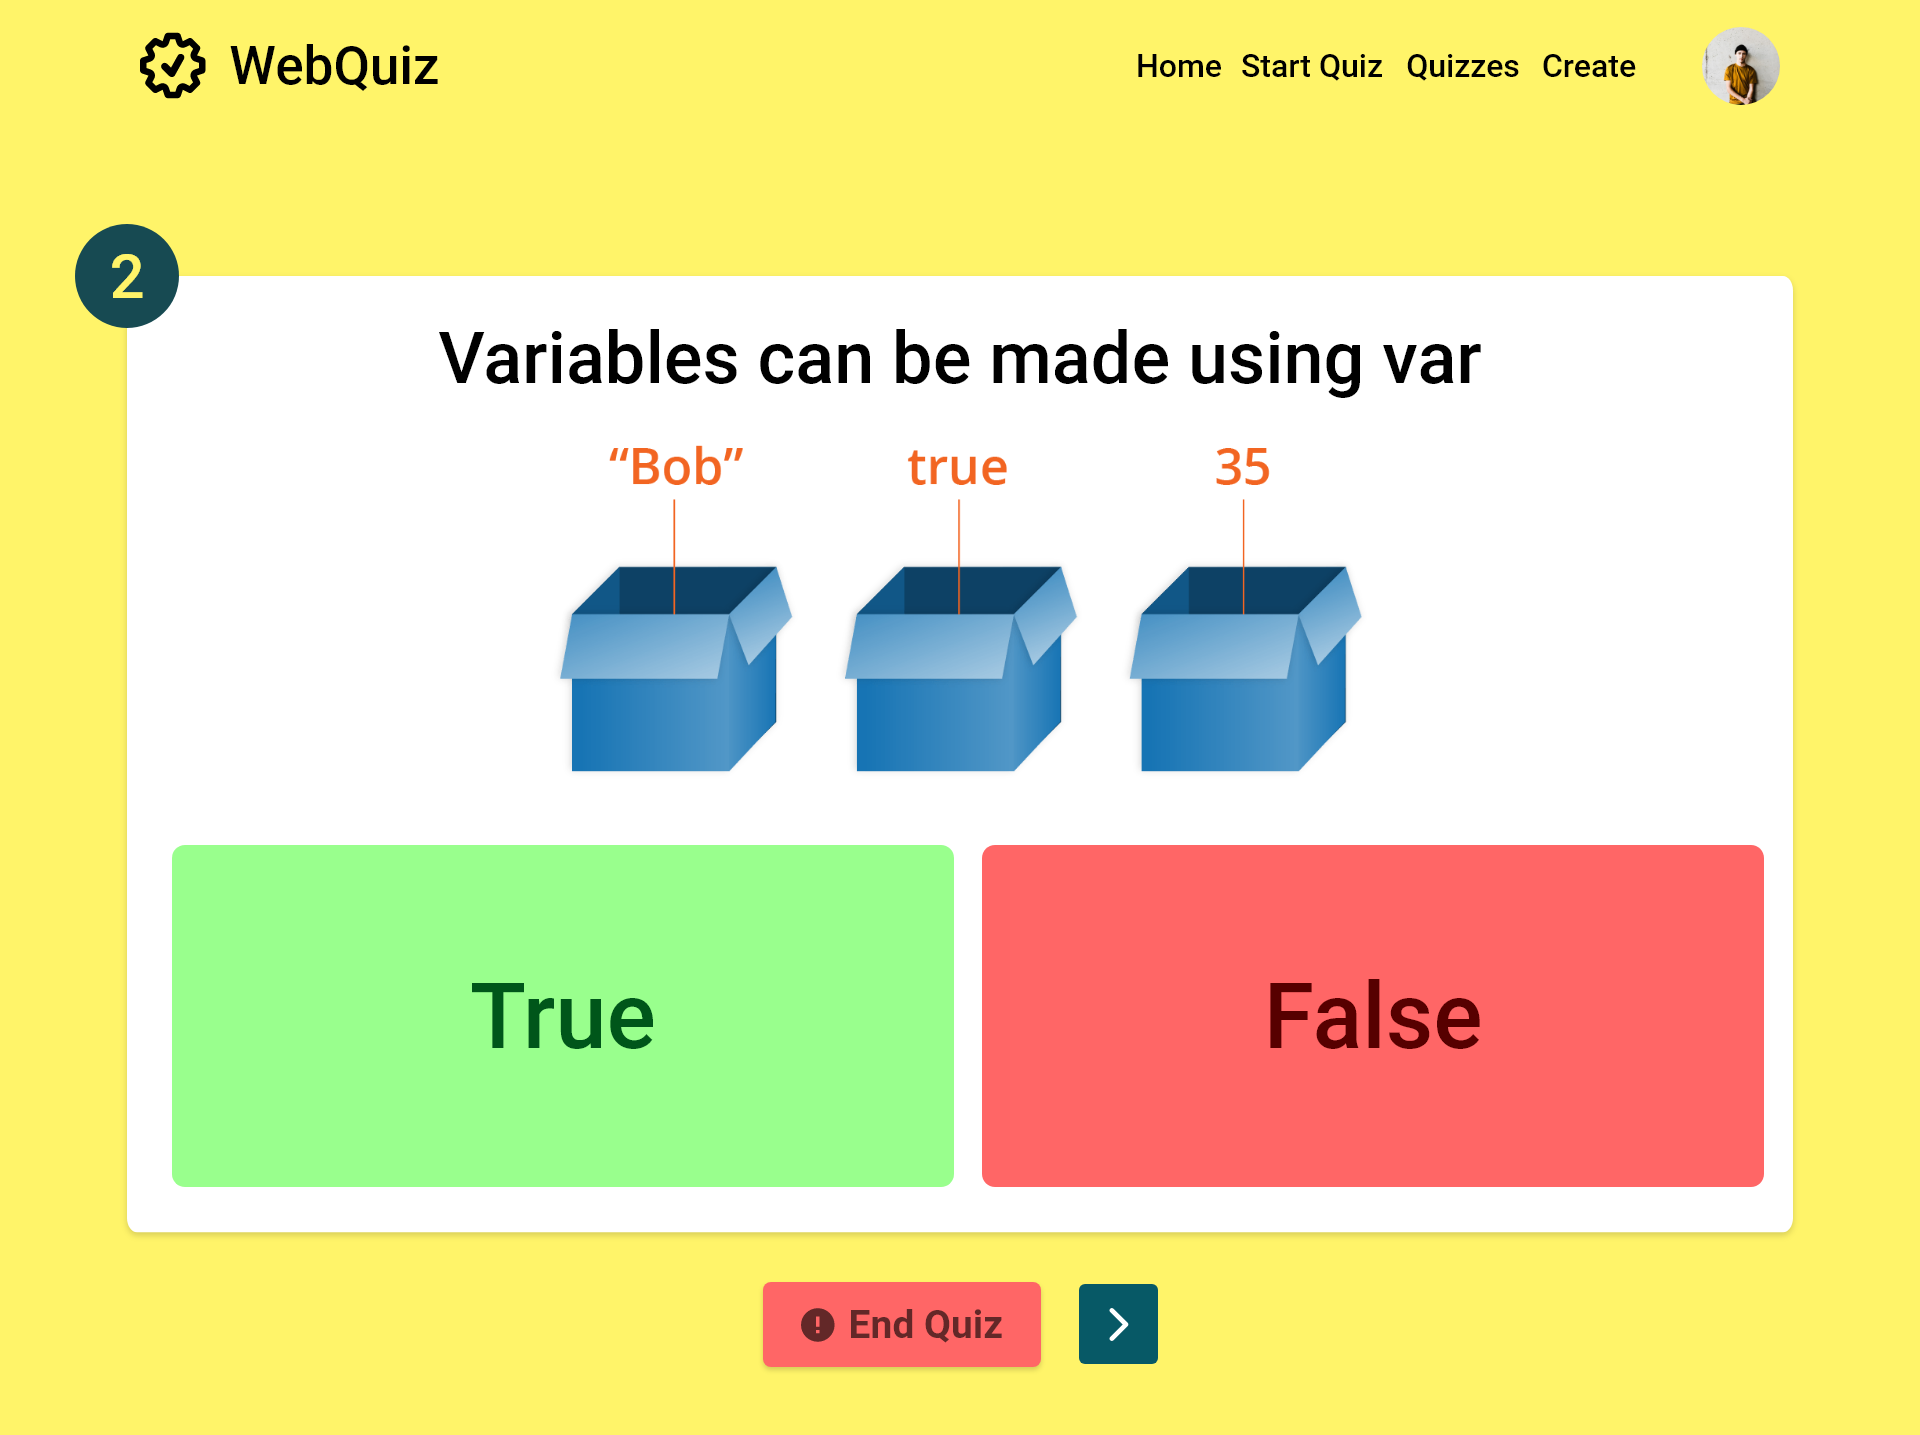 WebQuiz
Home Start Quiz Quizzes Create
2
Variables can be made using var
“Bob” true 35
True False
End Quiz